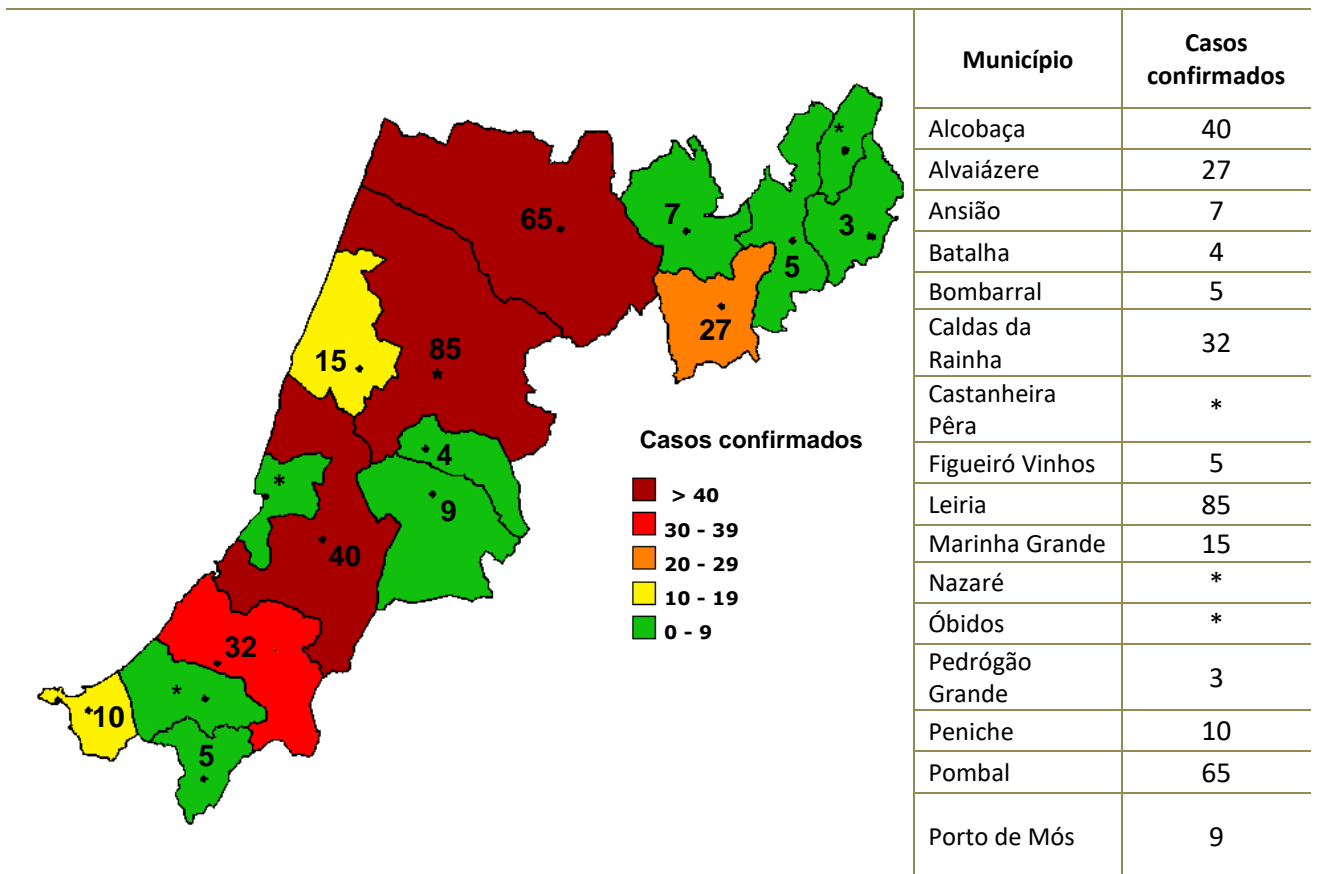 65
7
*
3
5
27
15
85
4
*
9
40
32
*
10
5
Casos confirmados
> 40
30 - 39
20 - 29
10 - 19
0 - 9
Município
Casos
confirmados
Alcobaça 40
Alvaiázere 27
Ansião 7
Batalha 4
Bombarral 5
Caldas da
Rainha
32
Castanheira
Pêra
*
Figueiró Vinhos 5
Leiria 85
Marinha Grande 15
Nazaré *
Óbidos *
Pedrógão
Grande
3
Peniche 10
Pombal 65
Porto de Mós 9